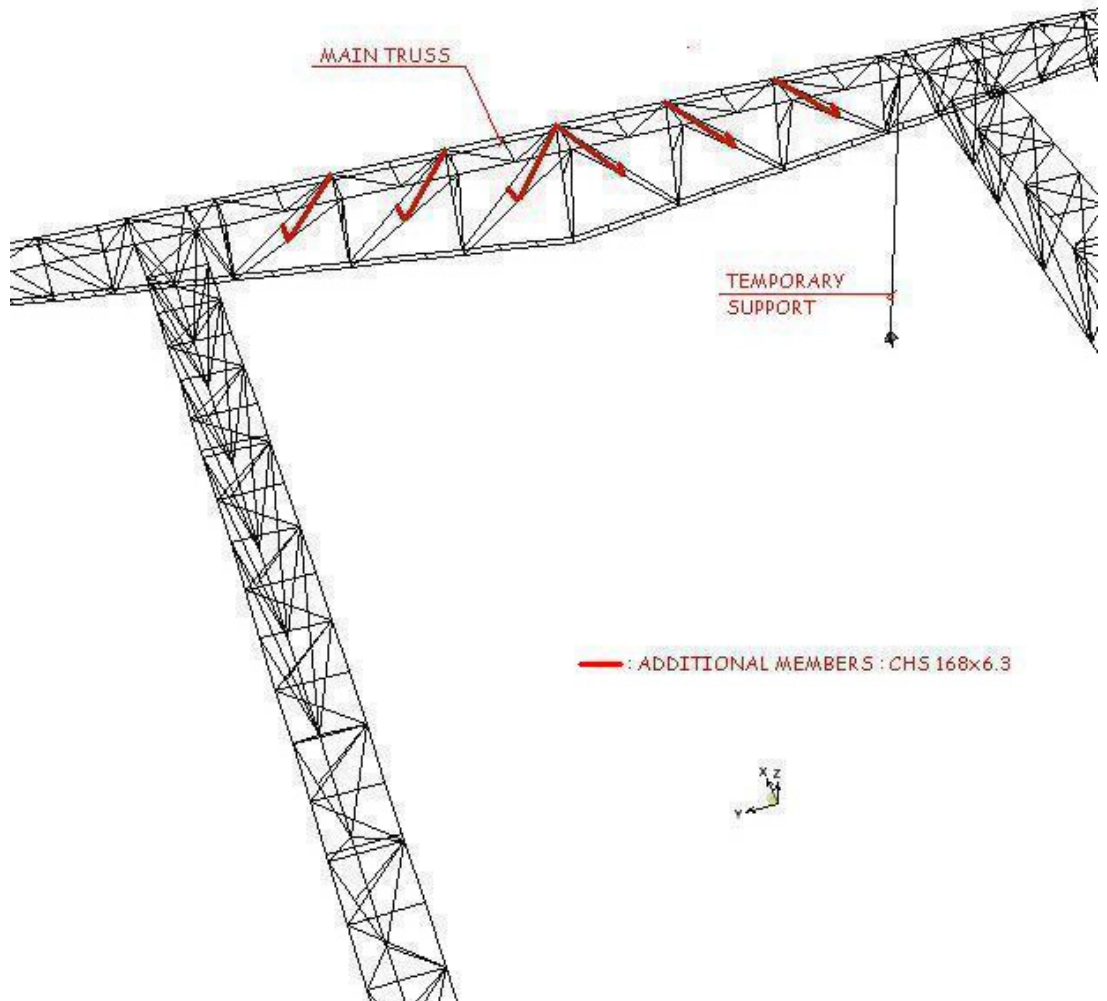 MAIN TRUSS
TEMPORARY
SUPPORT
: ADDITIONAL MEMBERS : CHS 168x6.3
X Z
Y